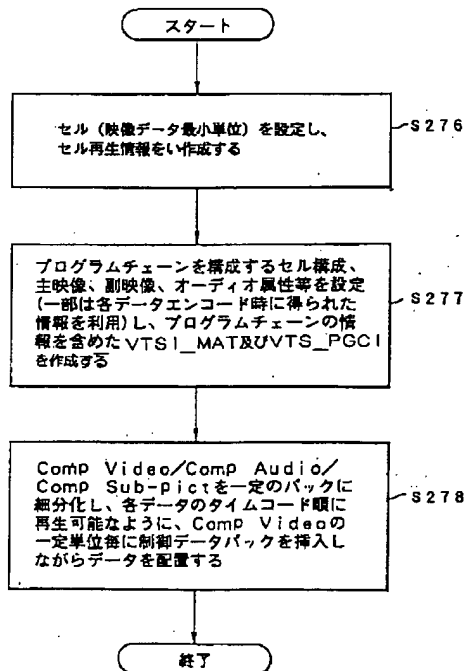 スタート
セル（映像データ最小単位）を設定し、
セル再生情報をい作成する
S276
プログラムチェーンを構成するセル構成、
主映像、副映像、オーディオ属性等を設定
(一部は各データエンコード時に得られた
情報を利用)し、プログラムチェーンの情
報を含めたVTSI_MAT及びVTS_PGCI
を作成する
S277
Comp Video/Comp Audio/
Comp Sub-pictを一定のパックに
細分化し、各データのタイムコード順に
再生可能なように、Comp Videoの
一定単位毎に制御データパックを挿入し
ながらデータを配置する
S278
終了